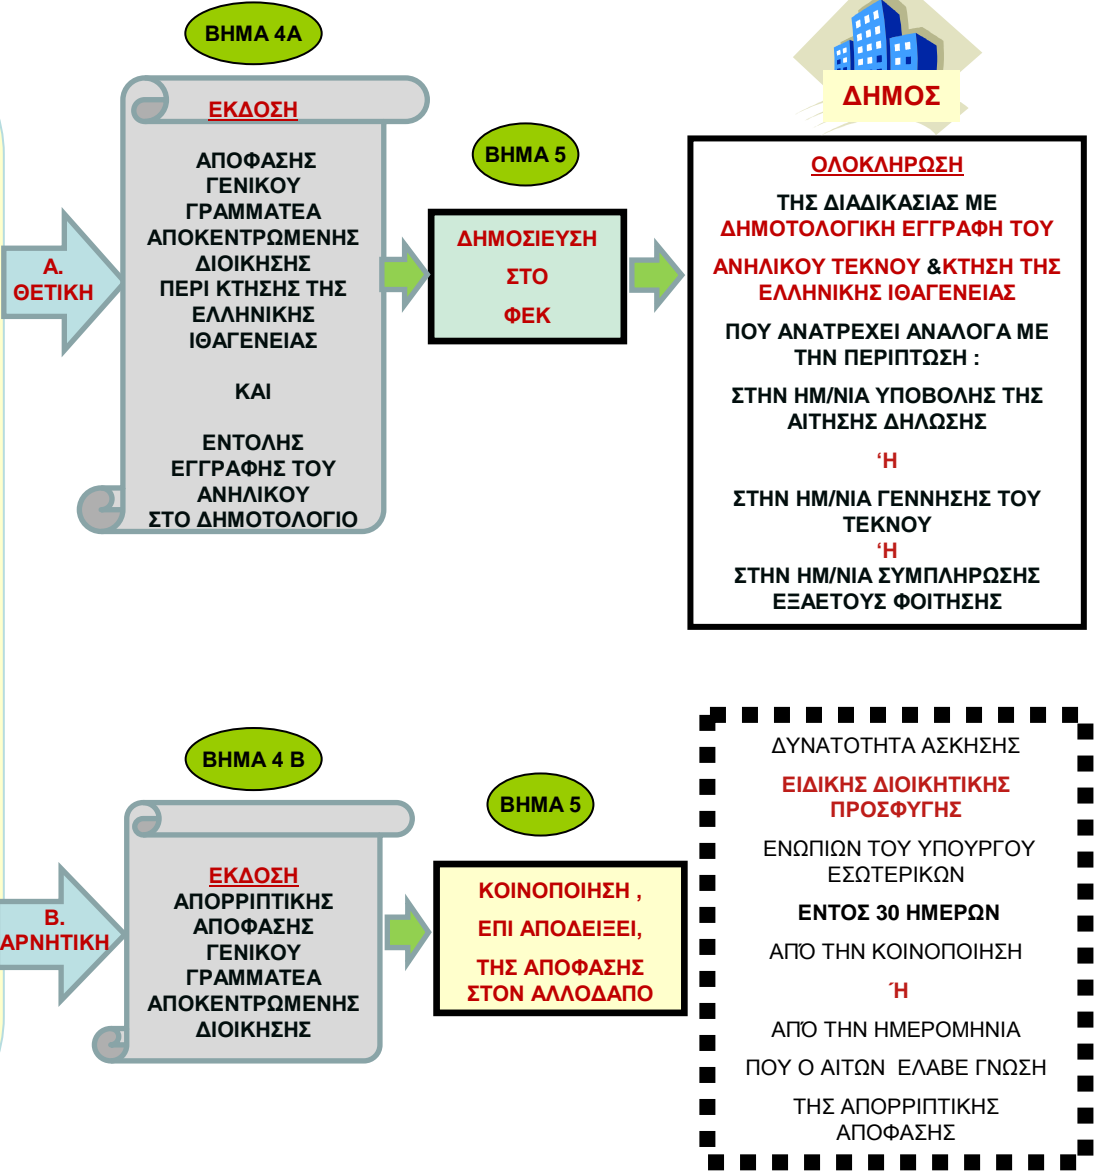 ΒΗΜΑ 4Α
ΕΚΔΟΣΗ
ΑΠΟΦΑΣΗΣ
ΓΕΝΙΚΟΥ
ΓΡΑΜΜΑΤΕΑ
ΑΠΟΚΕΝΤΡΩΜΕΝΗΣ
ΔΙΟΙΚΗΣΗΣ
ΠΕΡΙ ΚΤΗΣΗΣ ΤΗΣ
ΕΛΛΗΝΙΚΗΣ
ΙΘΑΓΕΝΕΙΑΣ
ΚΑΙ
ΕΝΤΟΛΗΣ
ΕΓΓΡΑΦΗΣ ΤΟΥ
ΑΝΗΛΙΚΟΥ
ΣΤΟ ΔΗΜΟΤΟΛΟΓΙΟ
Α.
ΘΕΤΙΚΗ
ΒΗΜΑ 5
ΔΗΜΟΣΙΕΥΣΗ
ΣΤΟ
ΦΕΚ
ΔΗΜΟΣ
ΟΛΟΚΛΗΡΩΣΗ
ΤΗΣ ΔΙΑΔΙΚΑΣΙΑΣ ΜΕ
ΔΗΜΟΤΟΛΟΓΙΚΗ ΕΓΓΡΑΦΗ ΤΟΥ
ΑΝΗΛΙΚΟΥ ΤΕΚΝΟΥ &ΚΤΗΣΗ ΤΗΣ
ΕΛΛΗΝΙΚΗΣ ΙΘΑΓΕΝΕΙΑΣ
ΠΟΥ ΑΝΑΤΡΕΧΕΙ ΑΝΑΛΟΓΑ ΜΕ
ΤΗΝ ΠΕΡΙΠΤΩΣΗ :
ΣΤΗΝ ΗΜ/ΝΙΑ ΥΠΟΒΟΛΗΣ ΤΗΣ
ΑΙΤΗΣΗΣ ΔΗΛΩΣΗΣ
‘Η
ΣΤΗΝ ΗΜ/ΝΙΑ ΓΕΝΝΗΣΗΣ ΤΟΥ
ΤΕΚΝΟΥ
‘Η
ΣΤΗΝ ΗΜ/ΝΙΑ ΣΥΜΠΛΗΡΩΣΗΣ
ΕΞΑΕΤΟΥΣ ΦΟΙΤΗΣΗΣ
ΒΗΜΑ 4 Β
ΕΚΔΟΣΗ
ΑΠΟΡΡΙΠΤΙΚΗΣ
ΑΠΟΦΑΣΗΣ
ΓΕΝΙΚΟΥ
ΓΡΑΜΜΑΤΕΑ
ΑΠΟΚΕΝΤΡΩΜΕΝΗΣ
ΔΙΟΙΚΗΣΗΣ
Β.
ΑΡΝΗΤΙΚΗ
ΒΗΜΑ 5
ΚΟΙΝΟΠΟΙΗΣΗ ,
ΕΠΙ ΑΠΟΔΕΙΞΕΙ,
ΤΗΣ ΑΠΟΦΑΣΗΣ
ΣΤΟΝ ΑΛΛΟΔΑΠΟ
ΔΥΝΑΤΟΤΗΤΑ ΑΣΚΗΣΗΣ
ΕΙΔΙΚΗΣ ΔΙΟΙΚΗΤΙΚΗΣ
ΠΡΟΣΦΥΓΗΣ
ΕΝΩΠΙΩΝ ΤΟΥ ΥΠΟΥΡΓΟΥ
ΕΣΩΤΕΡΙΚΩΝ
ΕΝΤΟΣ 30 ΗΜΕΡΩΝ
ΑΠΌ ΤΗΝ ΚΟΙΝΟΠΟΙΗΣΗ
Ή
ΑΠΌ ΤΗΝ ΗΜΕΡΟΜΗΝΙΑ
ΠΟΥ Ο ΑΙΤΩΝ ΕΛΑΒΕ ΓΝΩΣΗ
ΤΗΣ ΑΠΟΡΡΙΠΤΙΚΗΣ
ΑΠΟΦΑΣΗΣ